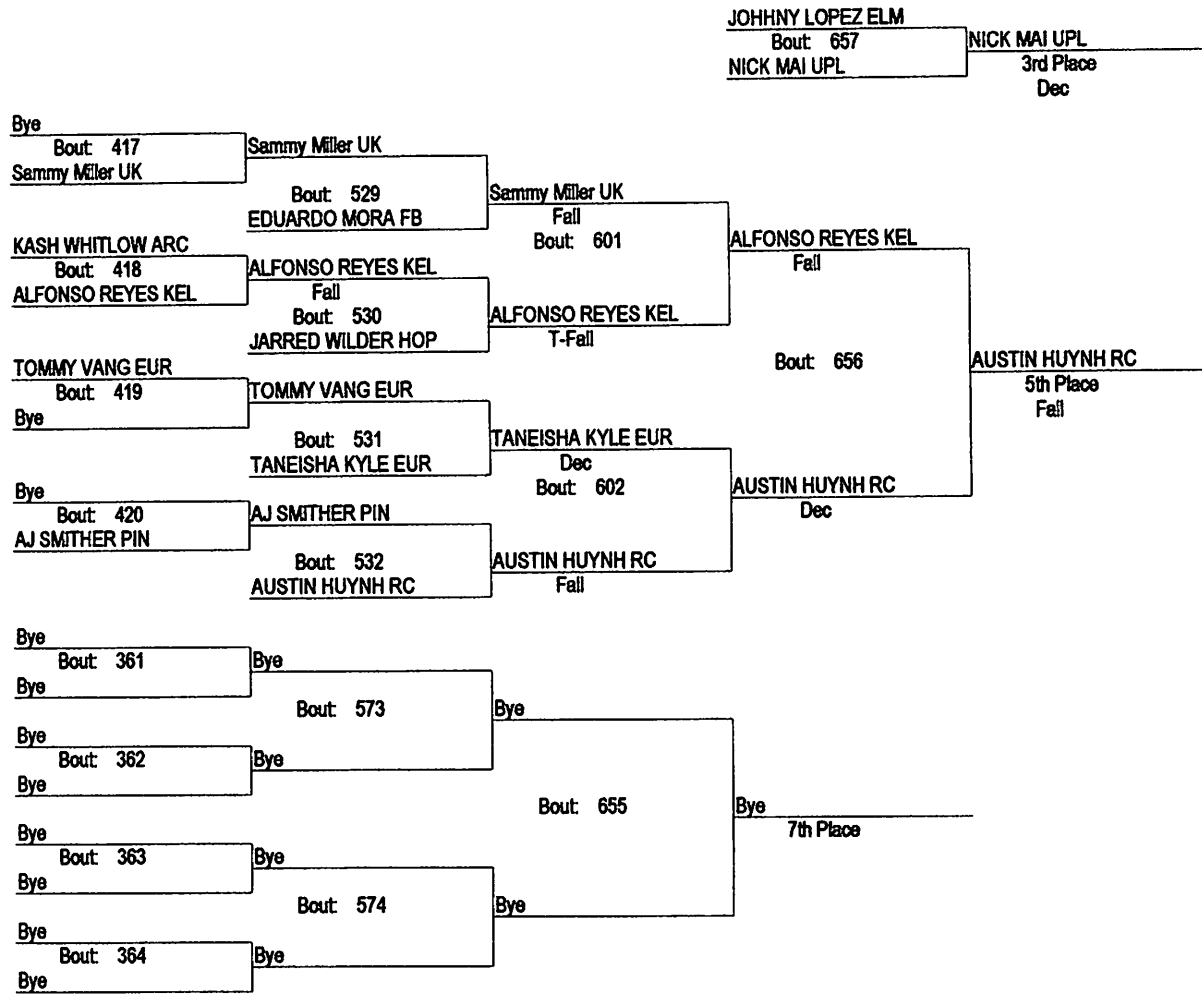 JOHHNY LOPEZ ELM
Bout: 657
NICK MAI UPL
NICK MAI UPL
3rd Place
Dec
Bye
Bout: 417
Sammy Miller UK
Sammy Miller UK
Bout: 529
EDUARDO MORA FB
Sammy Miller UK
Fall
Bout: 601
KASH WHITLOW ARC
Bout: 418
ALFONSO REYES KEL
ALFONSO REYES KEL
Fall
Bout: 530
JARRED WILDER HOP
ALFONSO REYES KEL
T-Fall
ALFONSO REYES KEL
Fall
Bout: 656
AUSTIN HUYNH RC
5th Place
Fall
TOMMY VANG EUR
Bout: 419
Bye
TOMMY VANG EUR
Bout: 531
TANEISHA KYLE EUR
TANEISHA KYLE EUR
Dec
Bout: 602
AUSTIN HUYNH RC
Dec
Bye
Bout: 420
AJ SMITHER PIN
AJ SMITHER PIN
Bout: 532
AUSTIN HUYNH RC
AUSTIN HUYNH RC
Fall
Bye
Bout: 361
Bye
Bye
Bout: 573
Bye
Bye
Bout: 362
Bye
Bye
Bout: 655
Bye
7th Place
Bye
Bout: 363
Bye
Bye
Bout: 574
Bye
Bye
Bout: 364
Bye
Bye